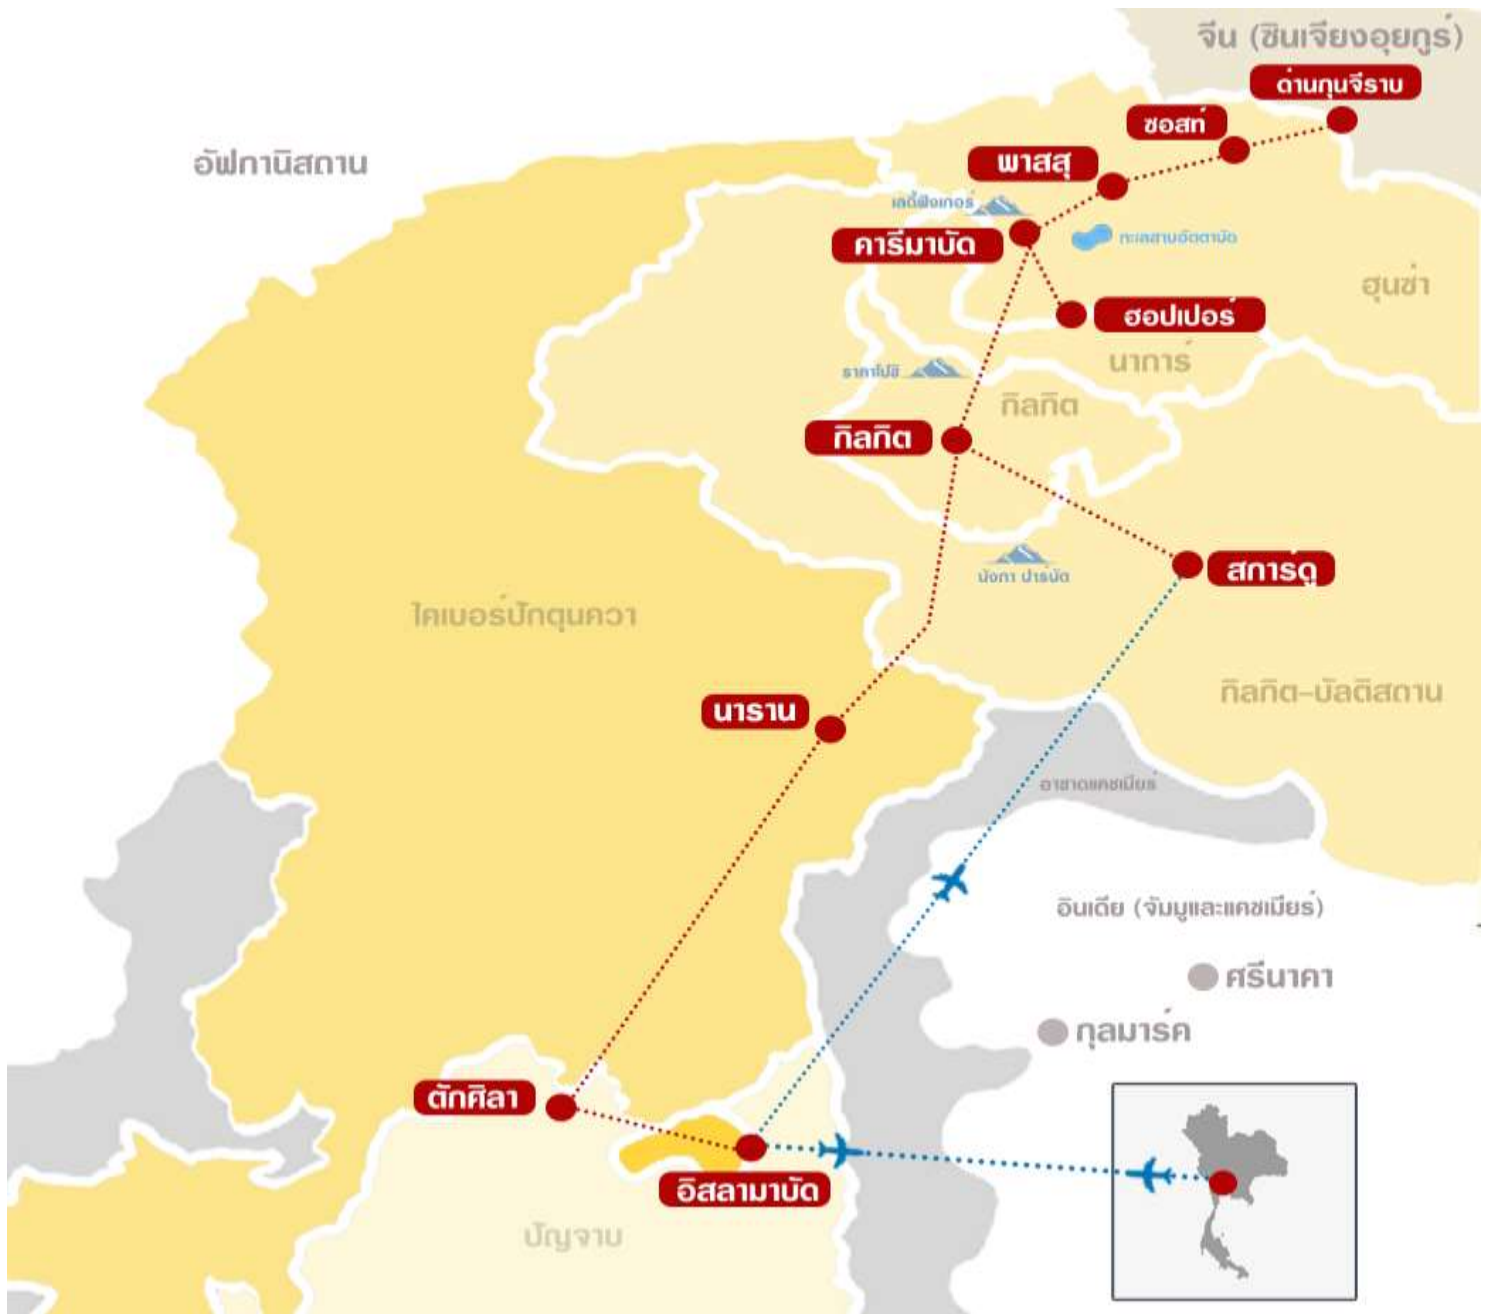 จีน (ซินเจียงอุยกูร์)
ด่านกุนจีราบ
ซอสท์
อัฟกานิสถาน
พาสสุ
เลดี้ฟิงเกอร์
คารีมาบัด
ทะเลสาบอัตตาบัด
ฮุนซ่า
ฮอปเปอร์
นาการ์
ราคาโปชิ
กิลกิต
กิลกิต
นังกา ปาร์บัต
สการ์ดู
ไคเบอร์ปักตุนควา
กิลกิต-บัลติสถาน
นาราน
อาซาดแคชเมียร์
อินเดีย (จัมมูและแคชเมียร์)
ศรีนาคา
กุลมาร์ค
ตักศิลา
อิสลามาบัด
ปัญจาบ